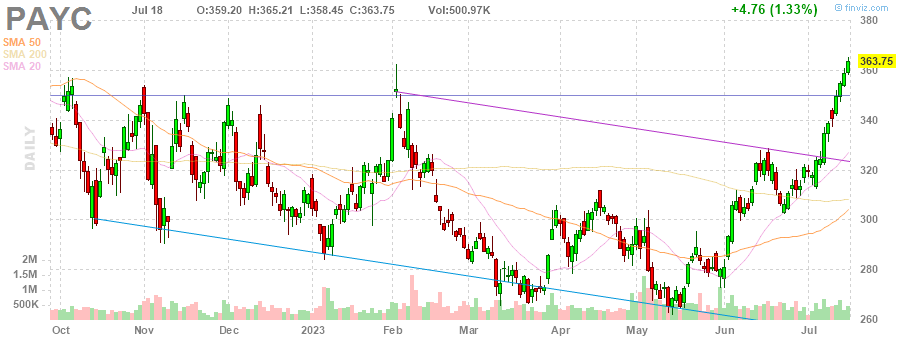 PAYC Jul 18 O:359.20 H:365.21 L:358.45 C:363.75 Vol:500.97K +4.76 (1.33%) finviz.com
SMA 50
SMA 200
SMA 20
DAILY
380
363.75
360
340
320
300
280
260
2M
1.5M
1M
500K
Oct Nov Dec 2023 Feb Mar Apr May Jun Jul